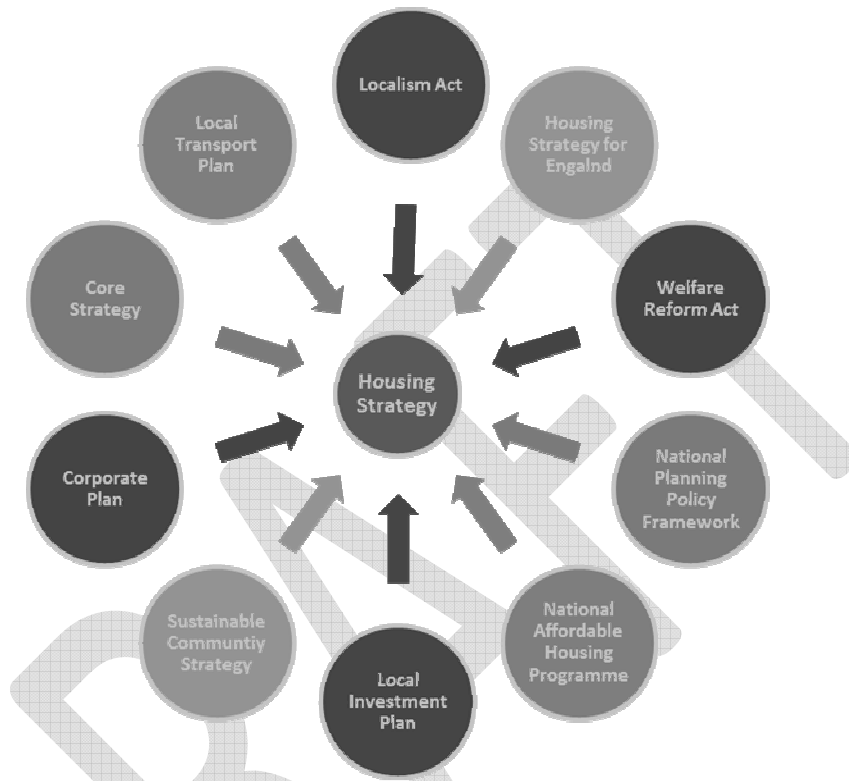 Localism Act
Housing
Strategy for
Engalnd
Welfare
Reform Act
National
Planning
Policy
Framework
National
Affordable
Housing
Programme
Local
Investment
Plan
Sustainable
Communtiy
Strategy
Corporate
Plan
Core
Strategy
Local
Transport
Plan
Housing
Strategy
DRAFT